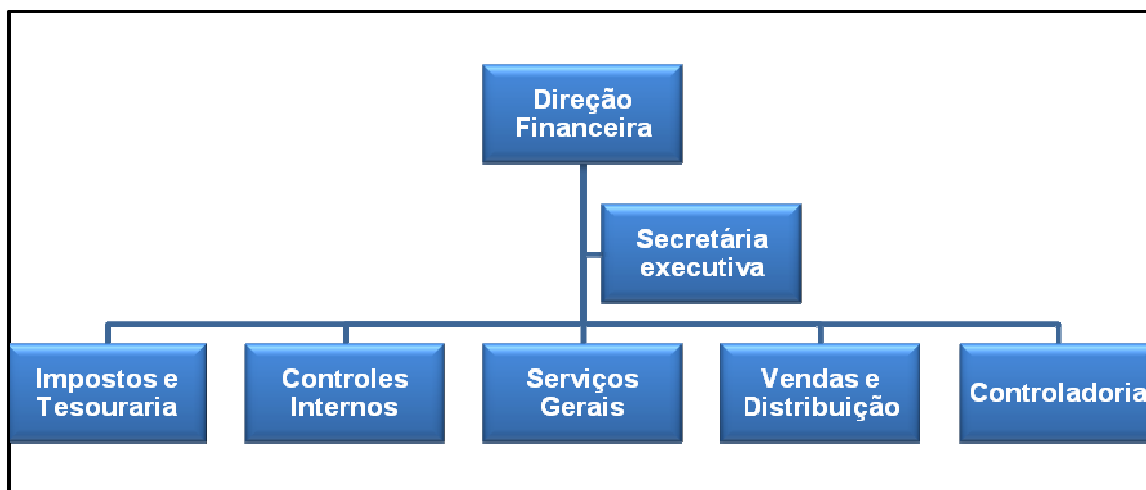 Direção
Financeira
Secretária
executiva
Impostos e
Tesouraria
Controles
Internos
Serviços
Gerais
Vendas e
Distribuição
Controladoria